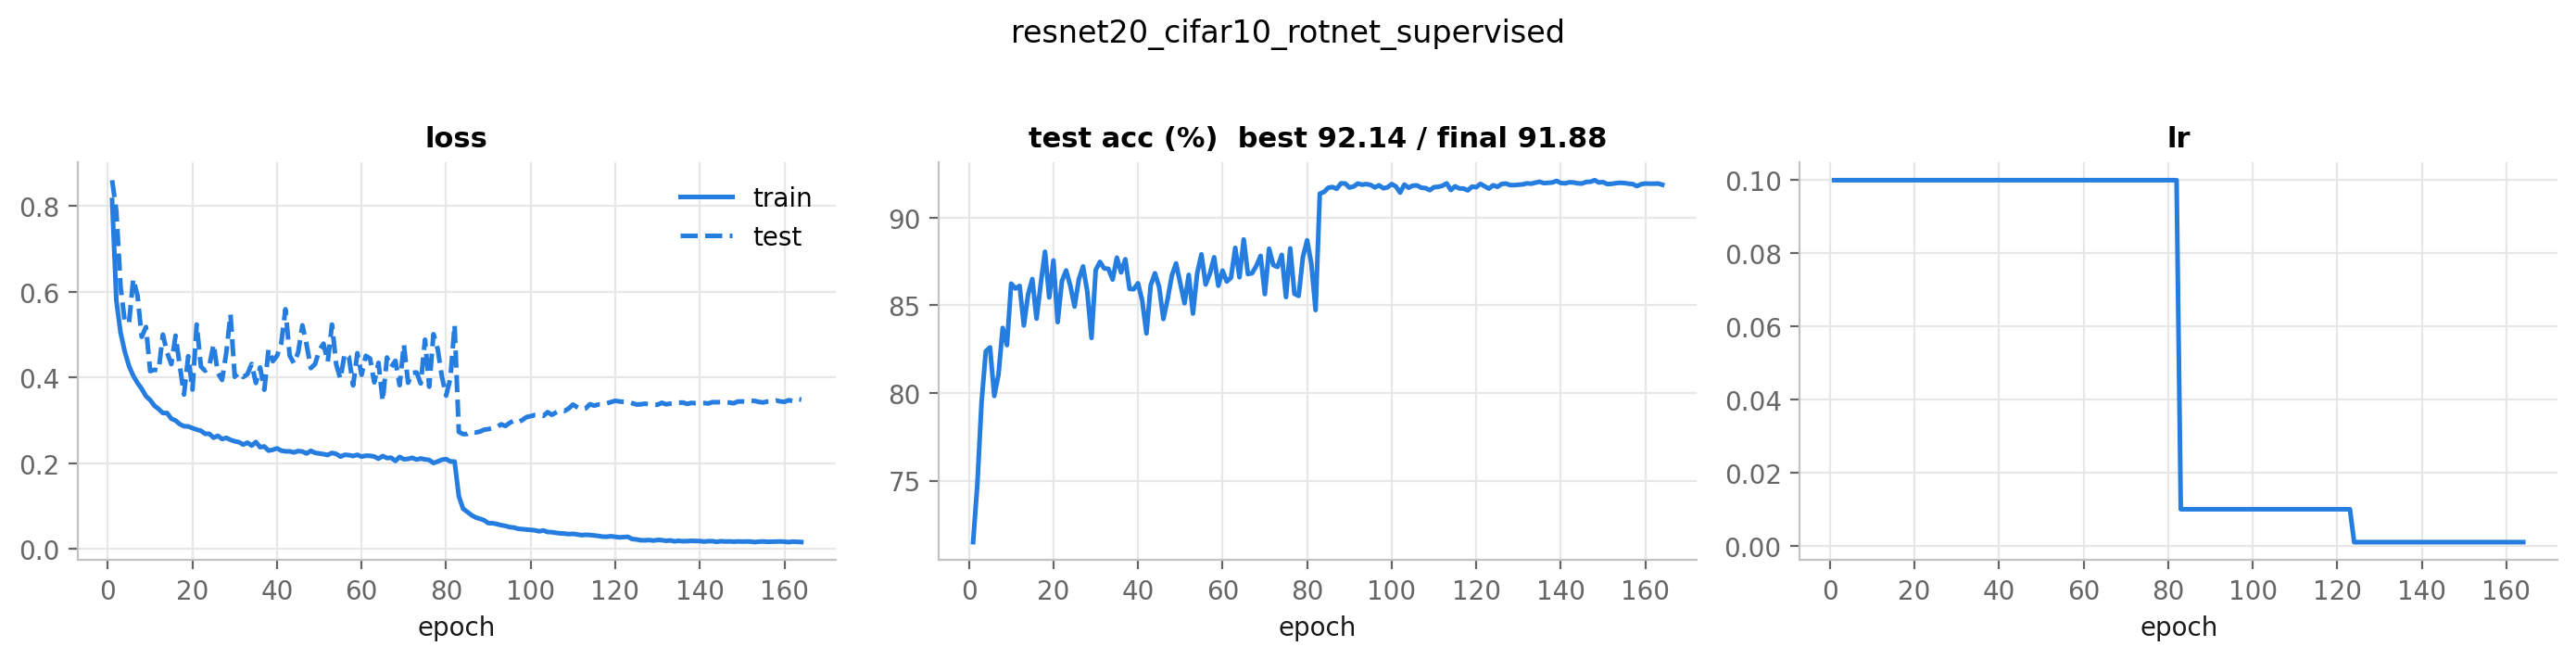 resnet20_cifar10_rotnet_supervised
loss
train
test
0.8
0.6
0.4
0.2
0.0
0 20 40 60 80 100 120 140 160
epoch
test acc (%)  best 92.14 / final 91.88
90
85
80
75
0 20 40 60 80 100 120 140 160
epoch
lr
0.10
0.08
0.06
0.04
0.02
0.00
0 20 40 60 80 100 120 140 160
epoch